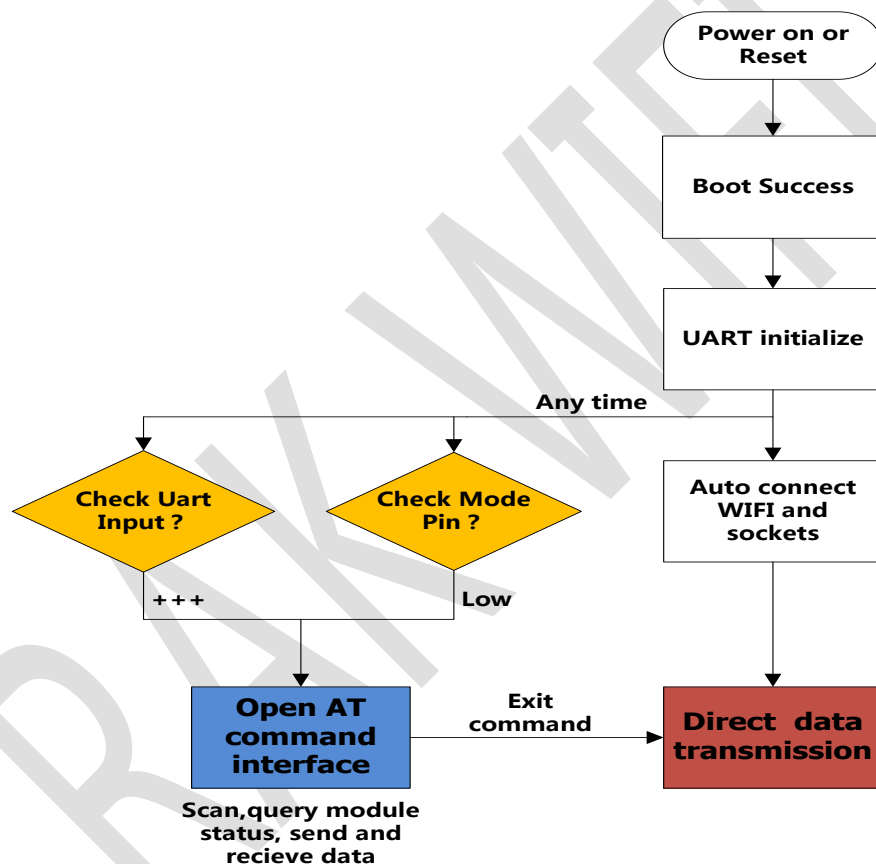 Power on or
Reset
Boot Success
UART initialize
Any time
Check Uart
Input ?
Check Mode
Pin ?
Auto connect
WIFI and
sockets
+++
Low
Open AT
command
interface
Exit
command
Direct data
transmission
Scan,query module
status, send and
recieve data
RAK WIFI